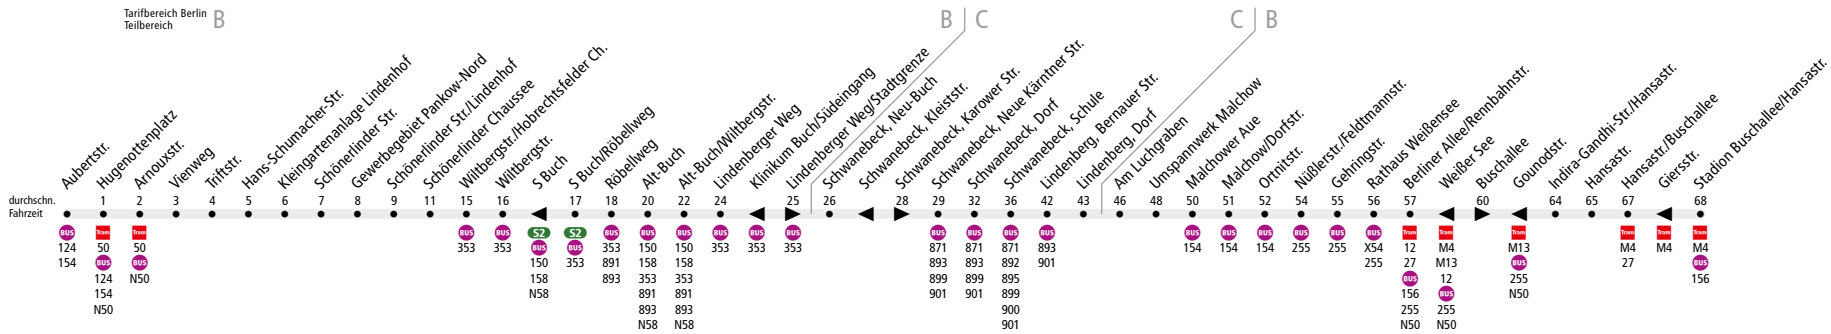 Tarifbereich Berlin
Teilbereich
B
B
C
C
B
Aubertstr.
Hugenottenplatz
Arnouxstr.
Vienweg
Triftstr.
Hans-Schumacher-Str.
Kleingartenanlage Lindenhof
Schönerlinder Str.
Gewerbegebiet Pankow-Nord
Schönerlinder Str./Lindenhof
Schönerlinder Chaussee
Wiltbergstr./Hobrechtsfelder Ch.
Wiltbergstr.
S Buch
S Buch/Röbellweg
Röbellweg
Alt-Buch
Alt-Buch/Wiltbergstr.
Lindenberger Weg
Klinikum Buch/Südeingang
Lindenberger Weg/Stadtgrenze
Schwanebeck, Neu-Buch
Schwanebeck, Kleiststr.
Schwanebeck, Karower Str.
Schwanebeck, Neue Kärntner Str.
Schwanebeck, Dorf
Schwanebeck, Schule
Lindenberg, Bernauer Str.
Lindenberg, Dorf
Am Luchgraben
Umspannwerk Malchow
Malchower Aue
Malchow/Dorfstr.
Ortnitstr.
Nüßlerstr./Feldtmannstr.
Gehringstr.
Rathaus Weißensee
Berliner Allee/Rennbahnstr.
Weißer See
Buschallee
Gounodstr.
Indira-Gandhi-Str./Hansastr.
Hansastr.
Hansastr./Buschallee
Giersstr.
Stadion Buschallee/Hansastr.
durchschn. 1 2 3 4 5 6 7 8 9 11 15 16 17 18 20 22 24 25 26 28 29 32 36 42 43 46 48 50 51 52 54 55 56 57 60 64 65 67 68
Fahrzeit
BUS Tram Tram BUS BUS S2 S2 BUS BUS BUS BUS BUS BUS BUS BUS BUS BUS BUS BUS BUS BUS BUS BUS Tram Tram Tram Tram Tram Tram
124 50 50 353 353 BUS BUS 353 150 150 353 353 353 871 871 871 893 154 154 154 255 255 X54 12 M4 M13 M4 M4 M4
154 BUS BUS 150 353 891 158 158 893 893 892 901 255 27 M13 BUS 27 BUS
124 N50 158 893 353 353 899 899 895 BUS 12 255 156
154 N58 891 891 901 901 899 156 BUS N50
N50 893 893 900 255 255
N58 N58 901 N50 N50